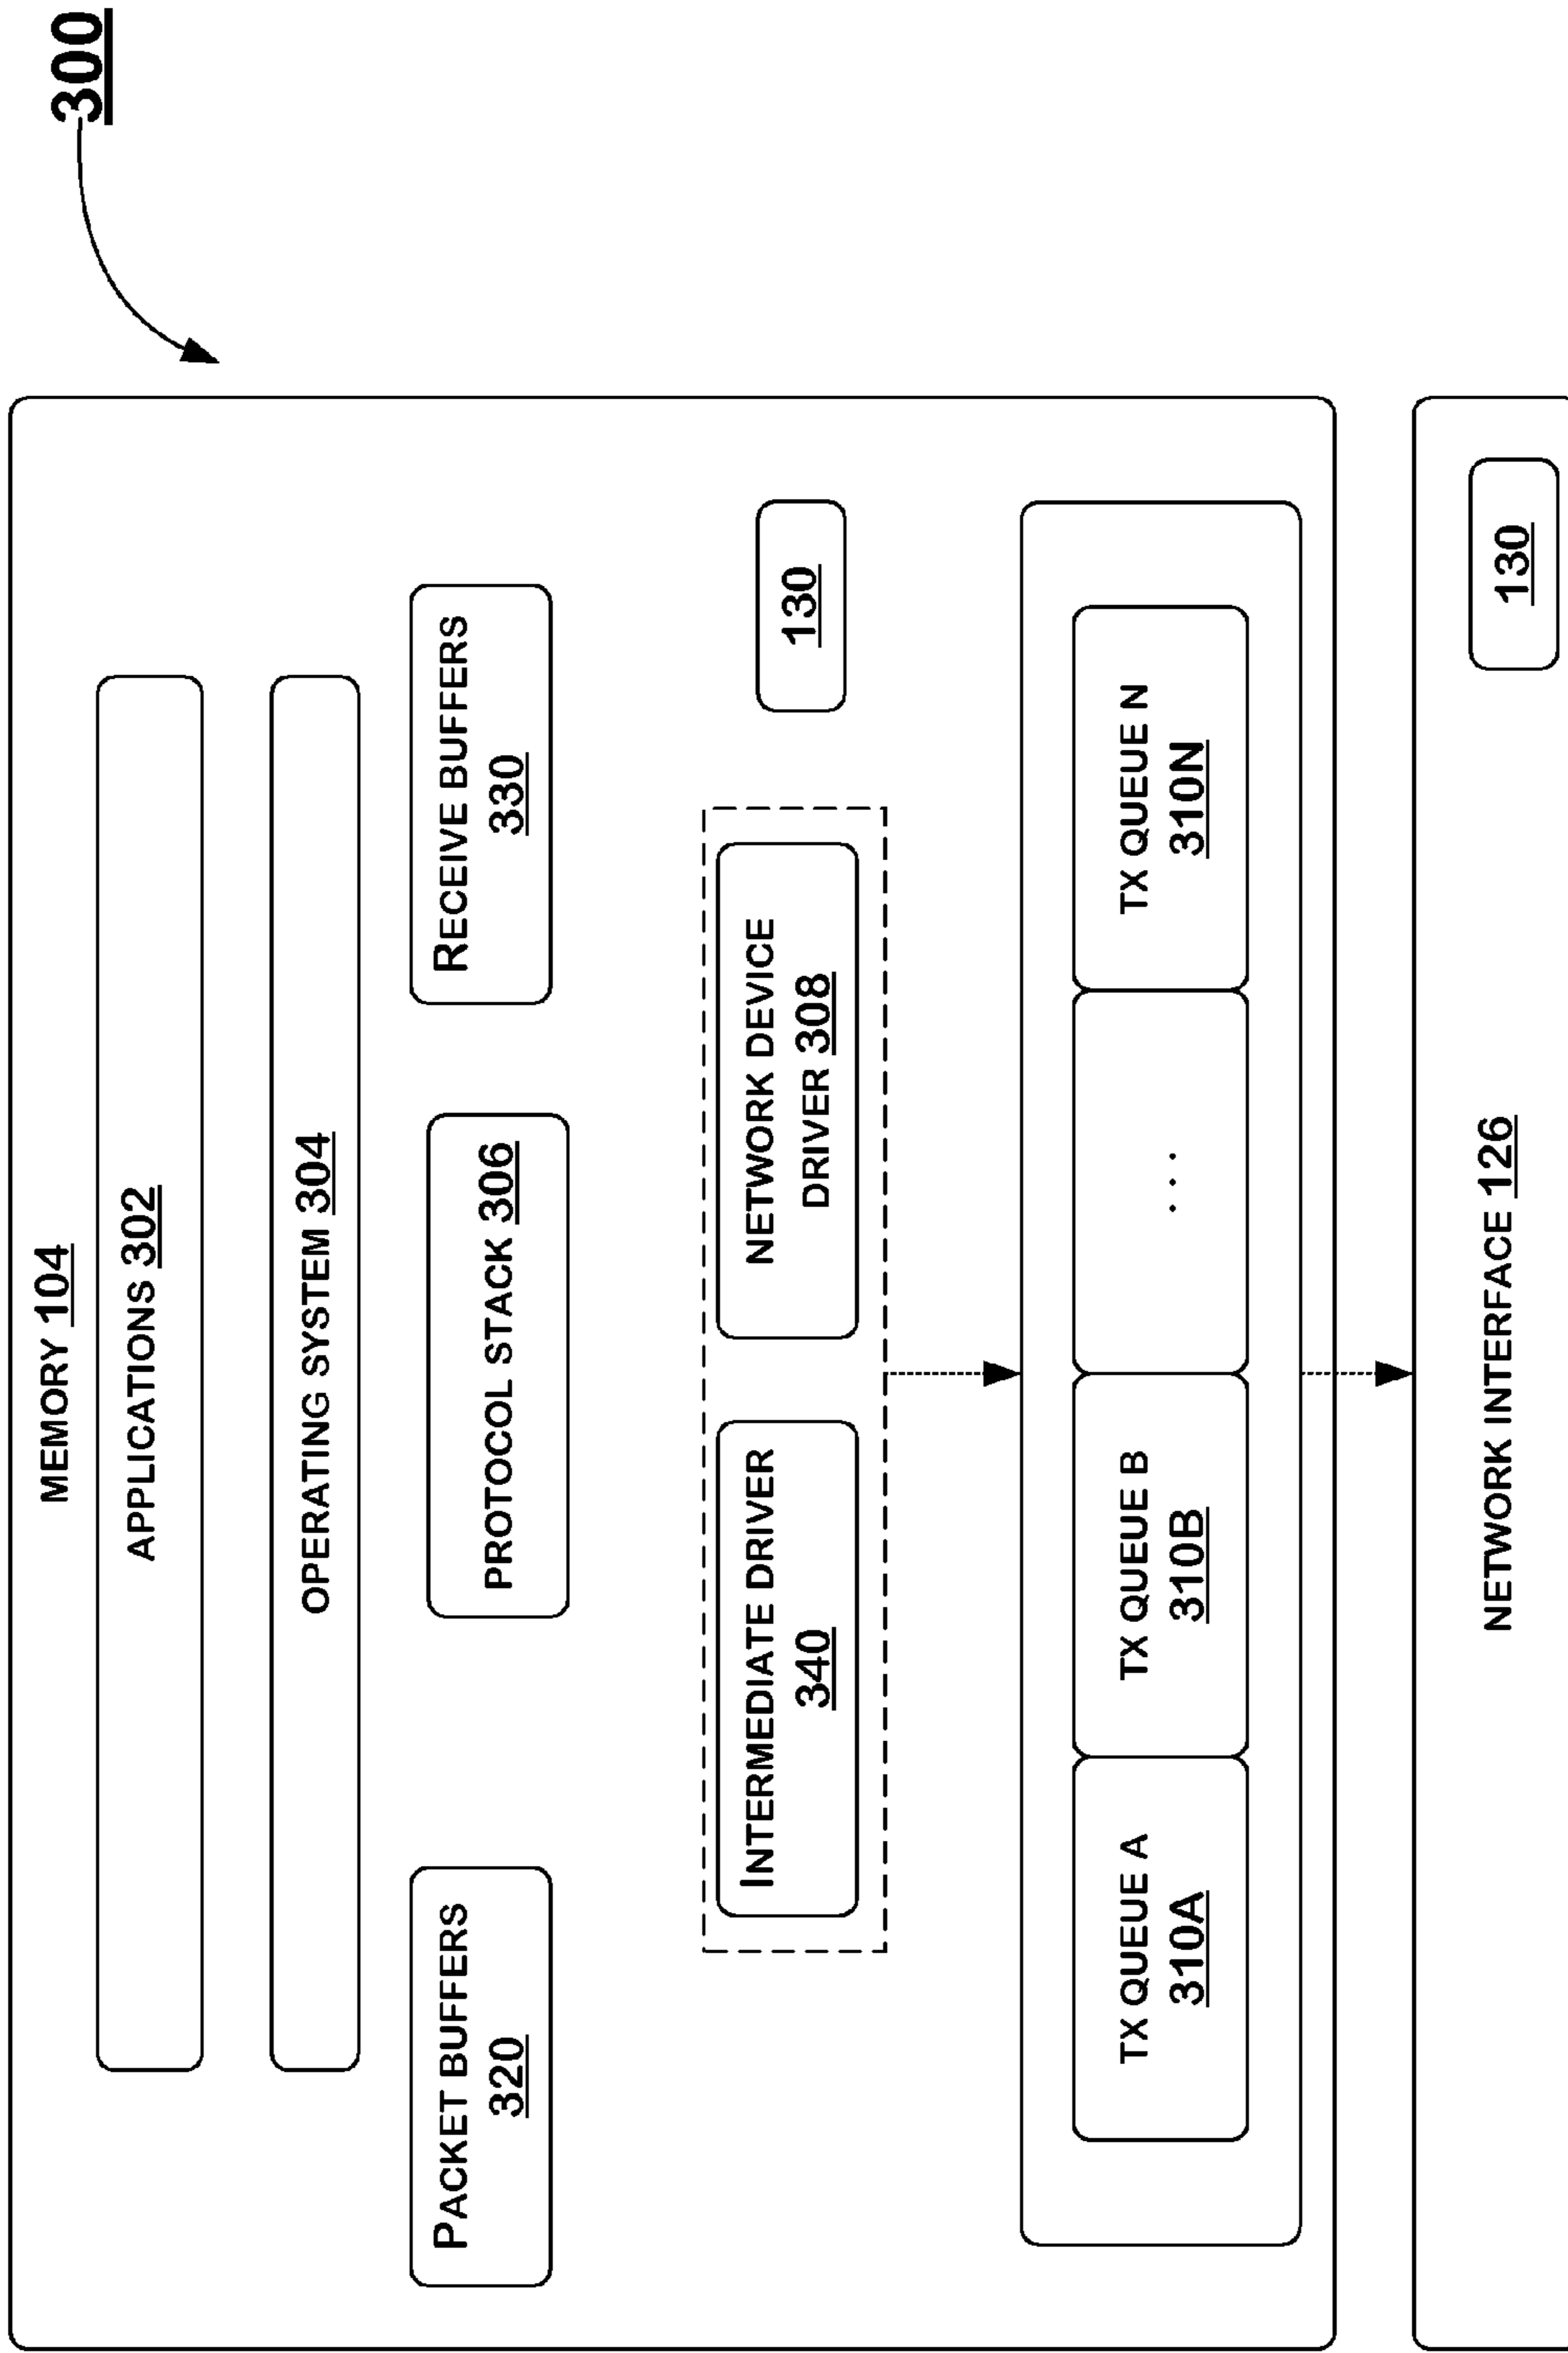 300
MEMORY 104
APPLICATIONS 302
OPERATING SYSTEM 304
PACKET BUFFERS
320
PROTOCOL STACK 306
RECEIVE BUFFERS
330
INTERMEDIATE DRIVER
340
NETWORK DEVICE
DRIVER 308
130
TX QUEUE A
310A
TX QUEUE B
310B
...
TX QUEUE N
310N
NETWORK INTERFACE 126
130